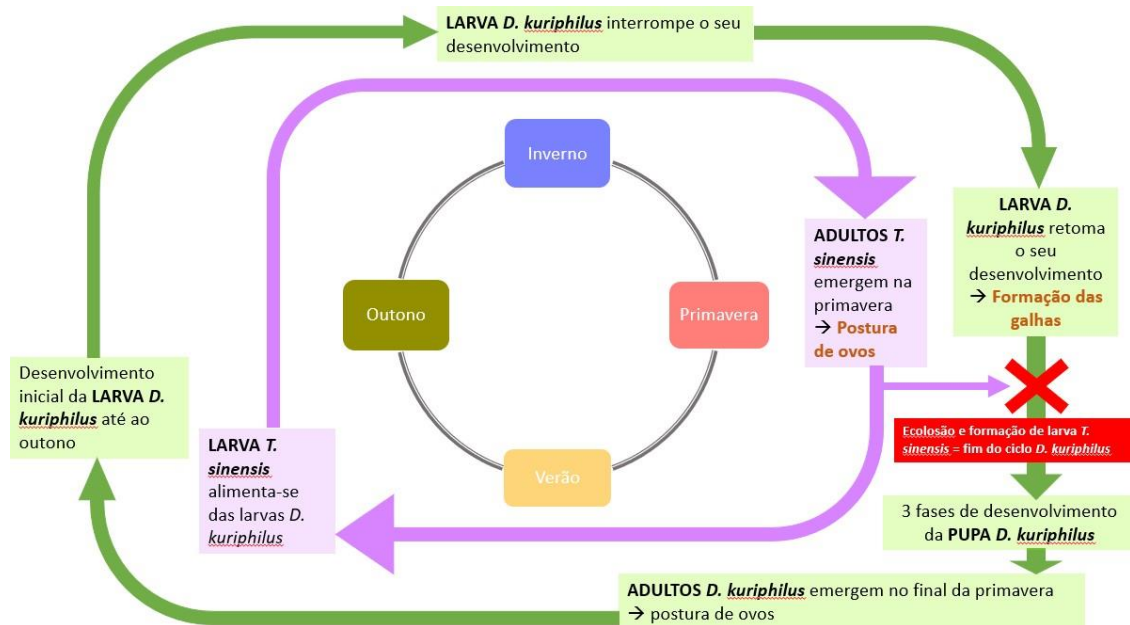 LARVA D. kuriphilus interrompe o seu
desenvolvimento
Inverno
LARVA D.
kuriphilus retoma
o seu
desenvolvimento
→ Formação das
galhas
ADULTOS T.
sinensis
emergem na
primavera
→ Postura
de ovos
Outono
Primavera
Desenvolvimento
inicial da LARVA D.
kuriphilus até ao
outono
LARVA T.
sinensis
alimenta-se
das larvas D.
kuriphilus
Verão
Ecolosão e formação de larva T.
sinensis = fim do ciclo D. kuriphilus
3 fases de desenvolvimento
da PUPA D. kuriphilus
ADULTOS D. kuriphilus emergem no final da primavera
→ postura de ovos